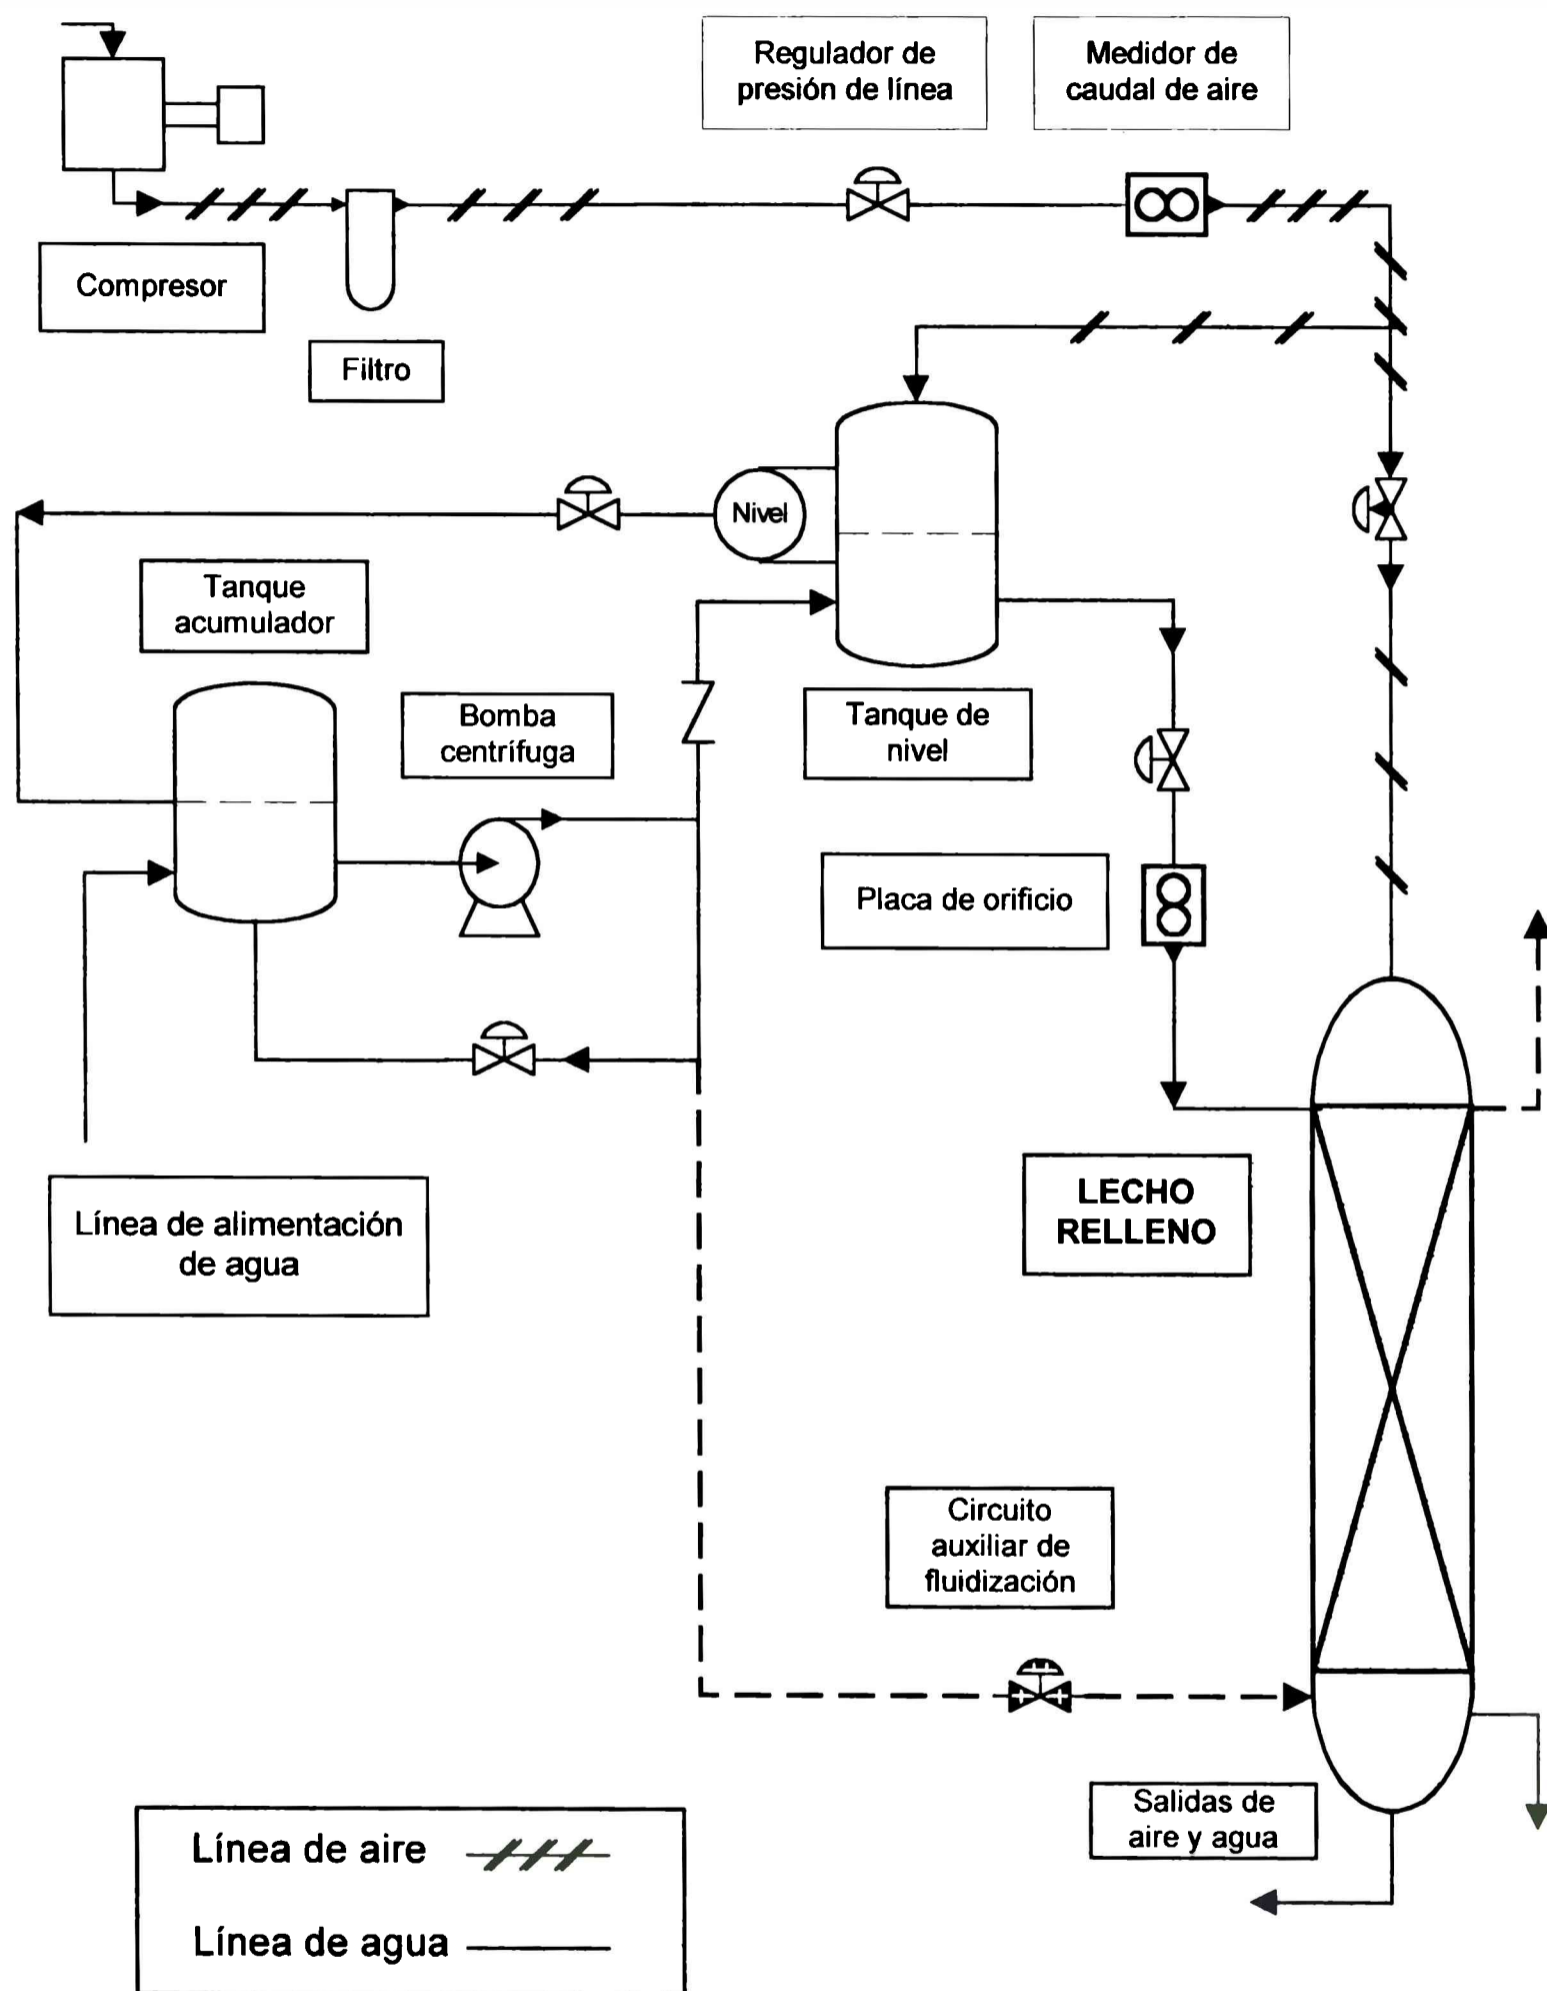 Regulador de
presión de línea
Medidor de
caudal de aire
Compresor
Filtro
Nivel
Tanque
acumulador
Bomba
centrífuga
Tanque de
nivel
Placa de orificio
Línea de alimentación
de agua
LECHO
RELLENO
Circuito
auxiliar de
fluidización
Salidas de
aire y agua
Línea de aire
Línea de agua